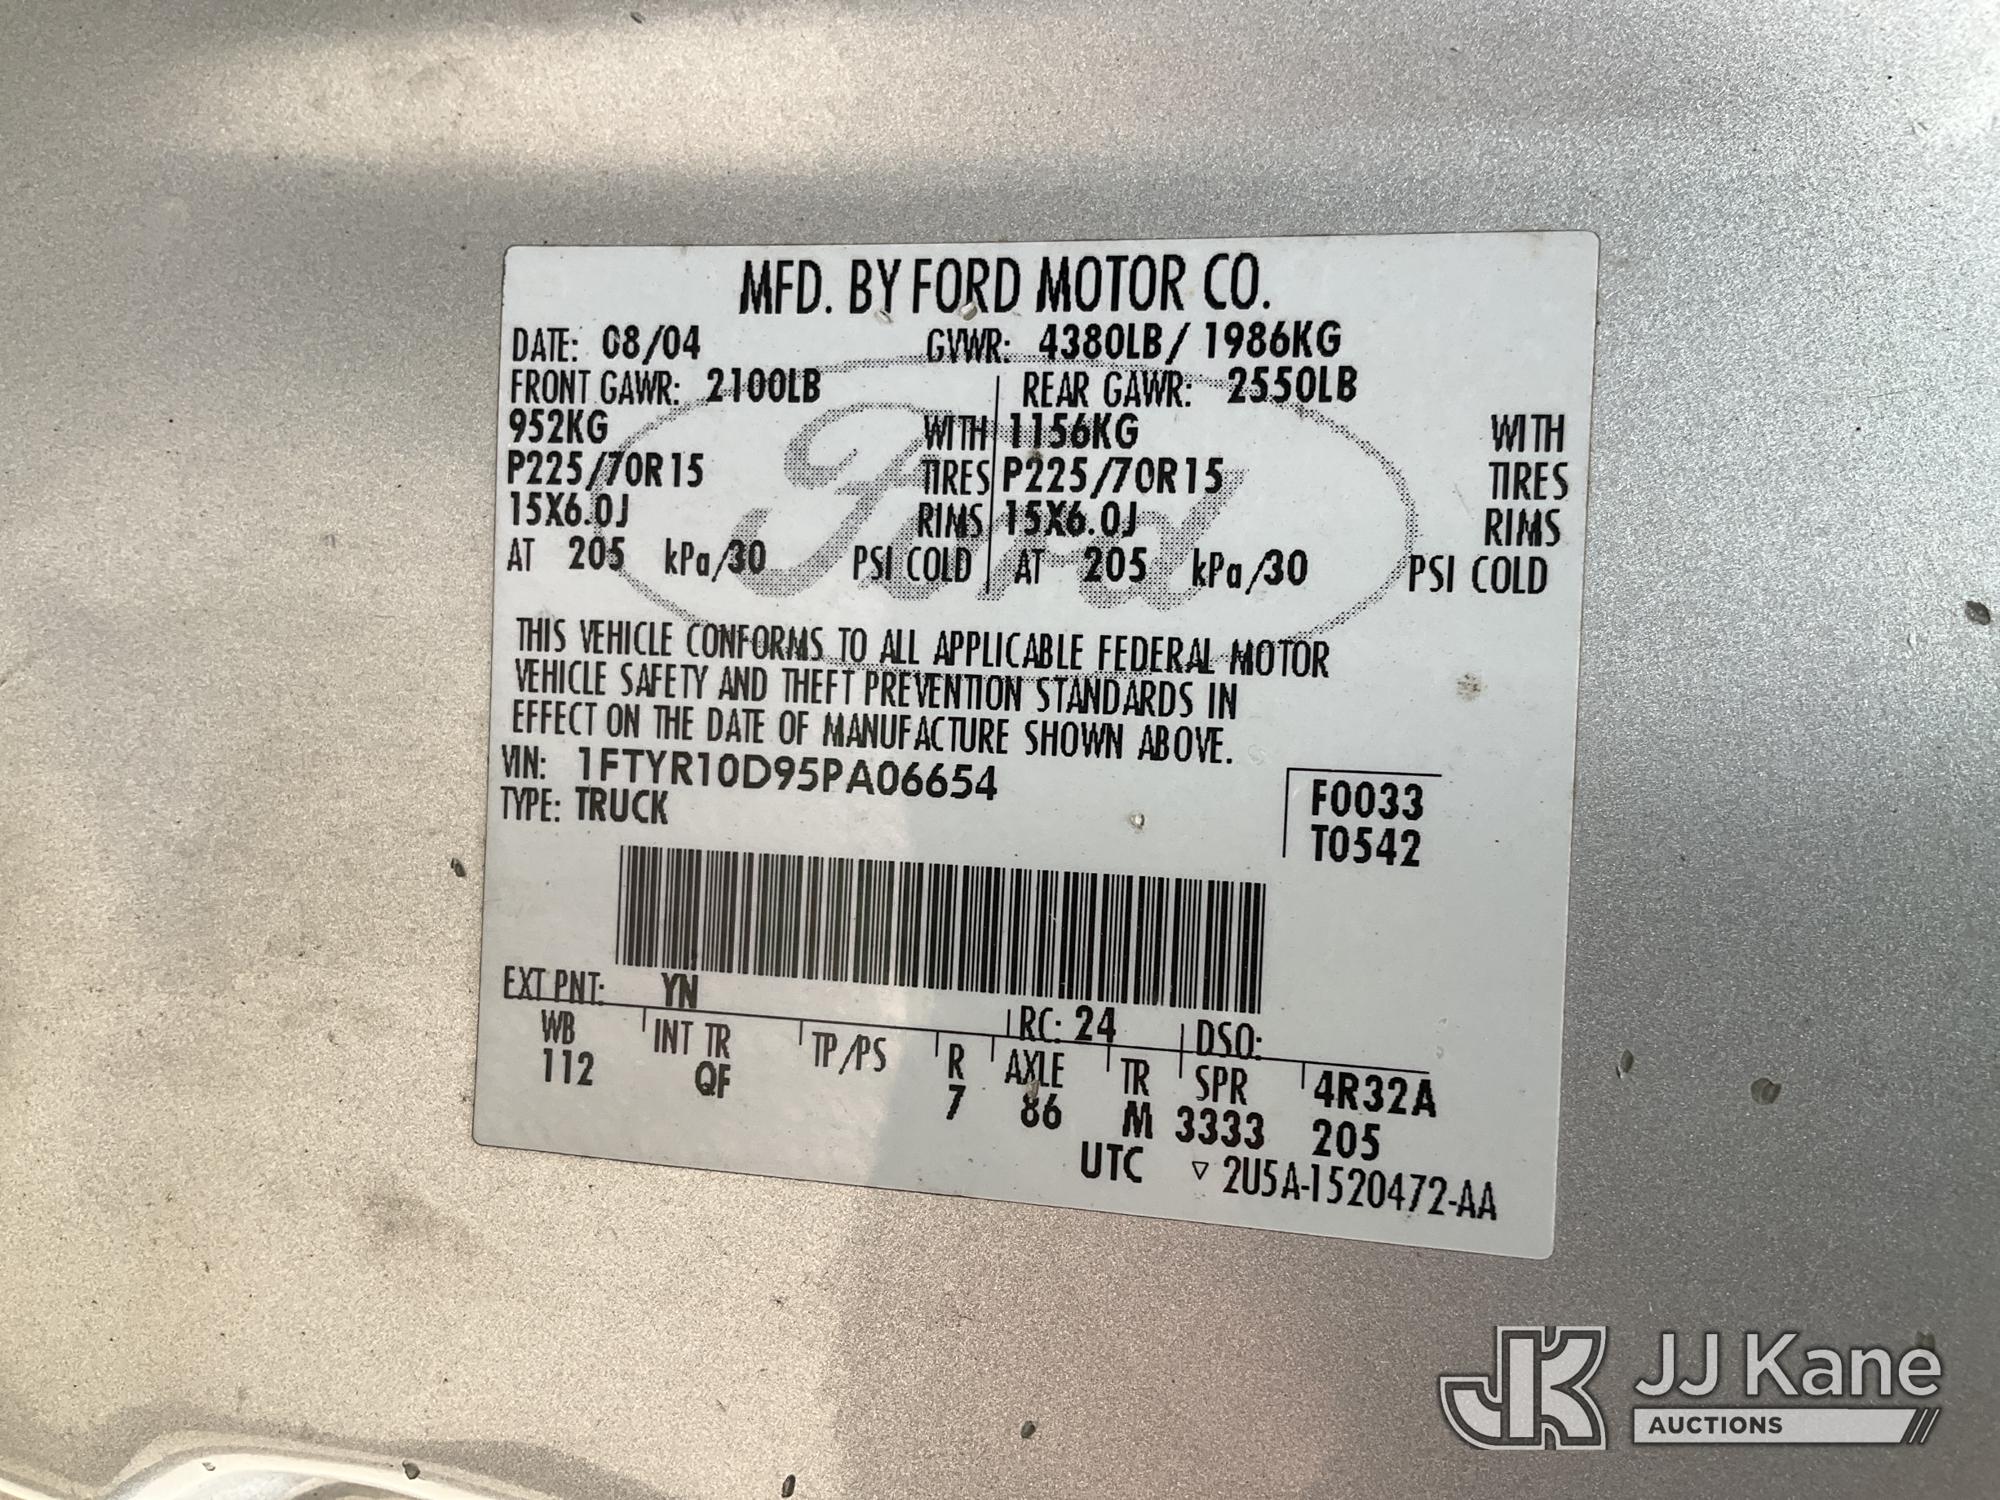 MFD. BY FORD MOTOR CO.
DATE: 08/04 GVWR: 4380LB/ 1986KG
FRONT GAWR: 2100LB REAR GAWR: 2550LB
952KG WITH 1156KG WITH
P225/70R15 TIRES P225/70R15 TIRES
15X6.0J RIMS 15X6.0J RIMS
AT 205 kPa/30 PSI COLD AT 205 kPa/30 PSI COLD
Ford
THIS VEHICLE CONFORMS TO ALL APPLICABLE FEDERAL MOTOR
VEHICLE SAFETY AND THEFT PREVENTION STANDARDS IN
EFFECT ON THE DATE OF MANUFACTURE SHOWN ABOVE.
VIN: 1FTYR10D95PA06654
TYPE: TRUCK
F0033
T0542
EXT PNT: YN RC: 24 DSO:
WB INT TR TP/PS R AXLE TR SPR 4R32A
112 QF 7 86 M 3333 205
UTC ▽ 2U5A-1520472-AA
JK JJ Kane
AUCTIONS